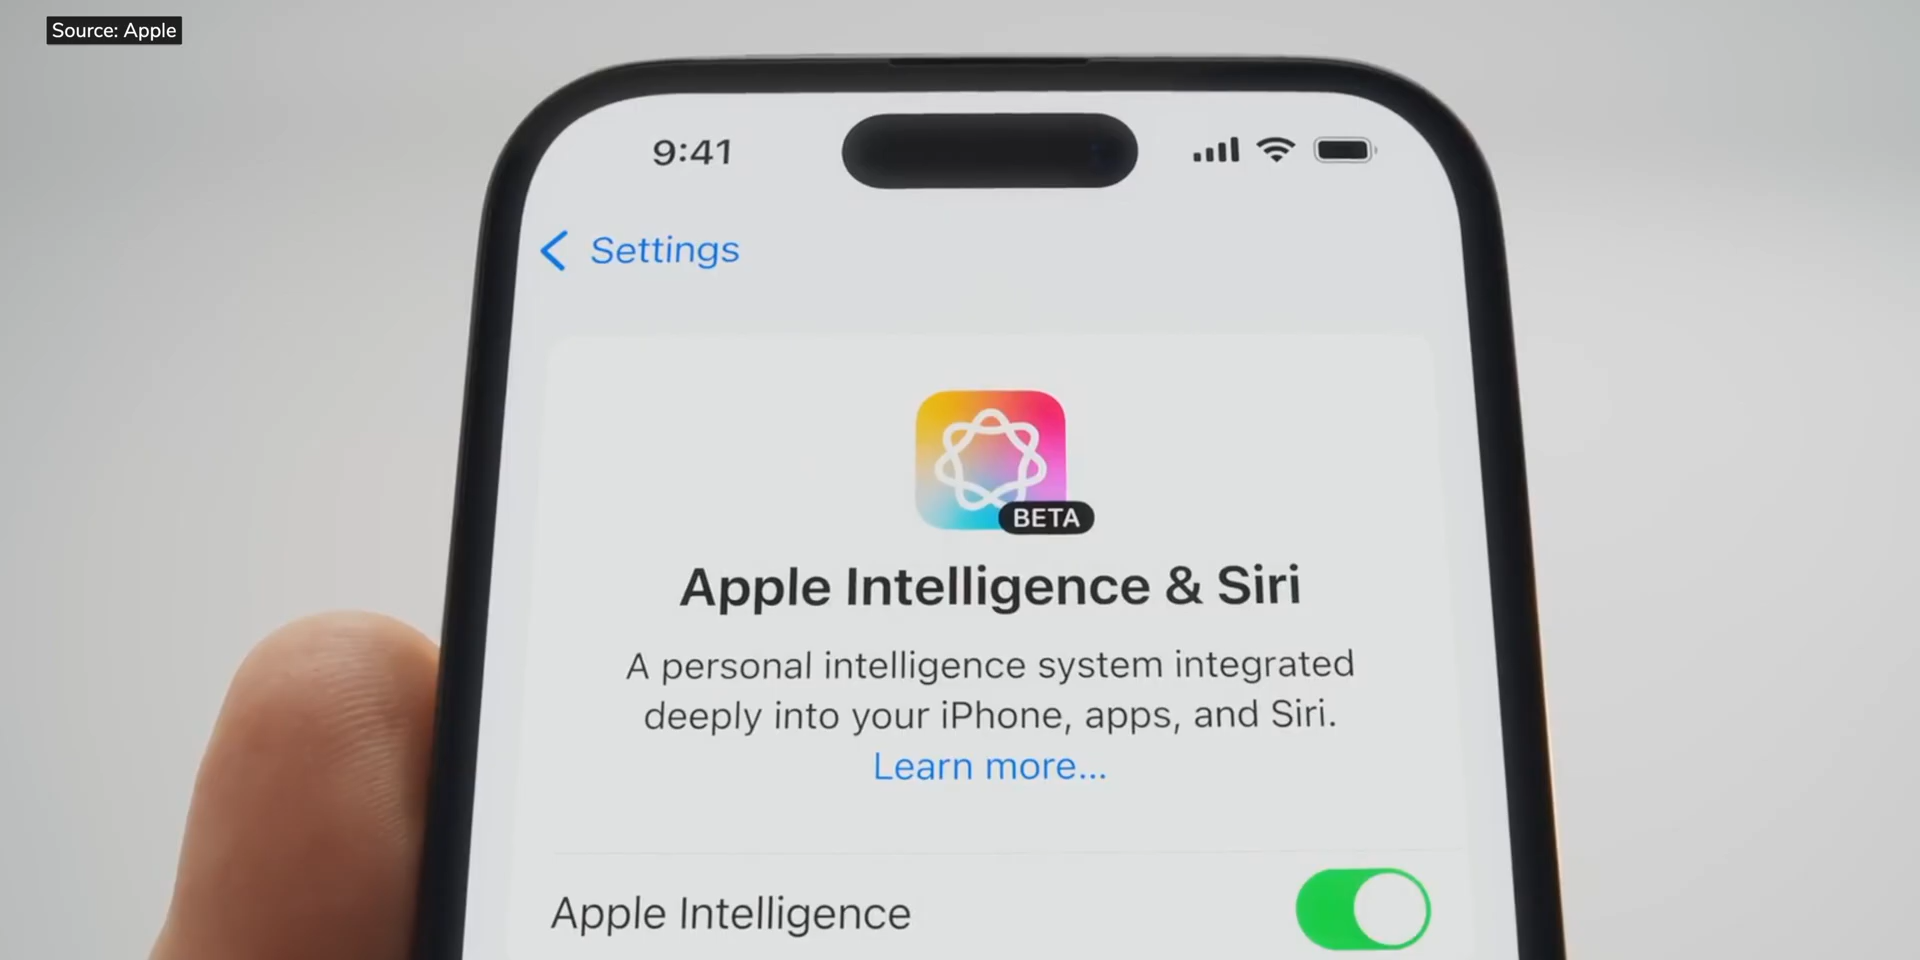 Source: Apple
9:41
Settings
BETA
Apple Intelligence & Siri
A personal intelligence system integrated
deeply into your iPhone, apps, and Siri.
Learn more...
Apple Intelligence